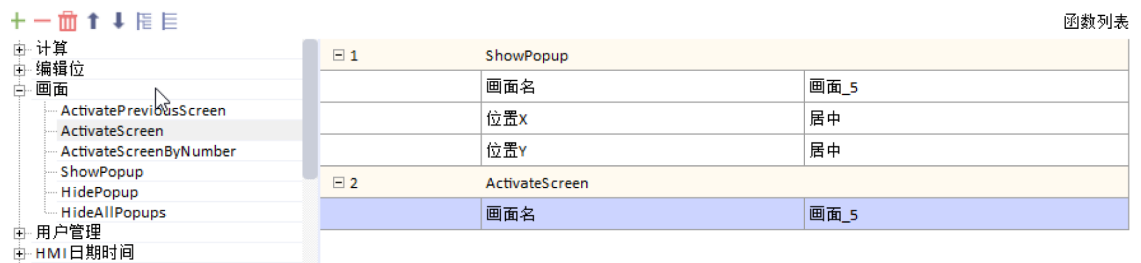 函数列表
计算
编辑位
画面
ActivatePreviousScreen
ActivateScreen
ActivateScreenByNumber
ShowPopup
HidePopup
HideAllPopups
用户管理
HMI日期时间
1 ShowPopup
画面名 画面_5
位置X 居中
位置Y 居中
2 ActivateScreen
画面名 画面_5